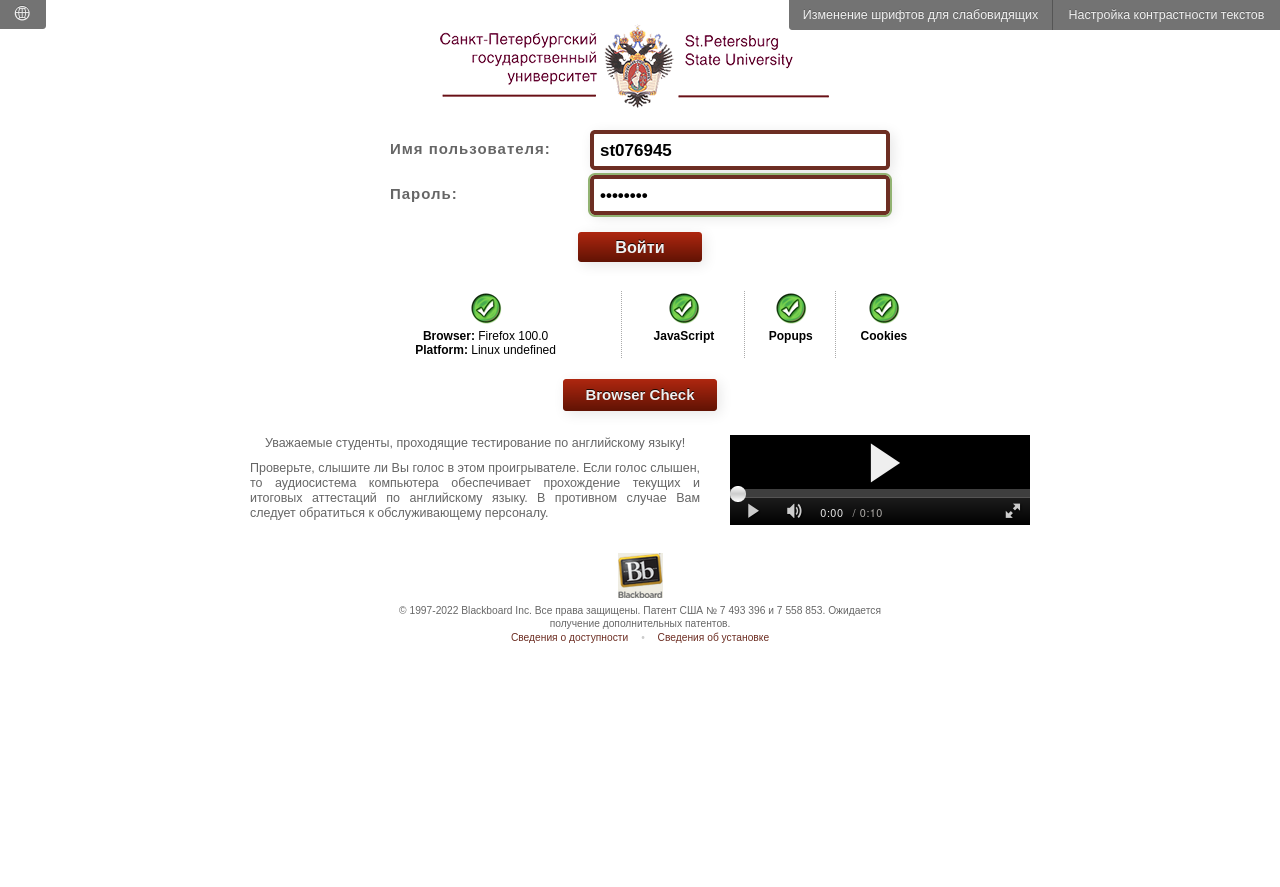 Изменение шрифтов для слабовидящих
Настройка контрастности текстов
Санкт-Петербургский
государственный
университет
St.Petersburg
State University
Имя пользователя:
st076945
Пароль:
••••••••
Войти
Browser: Firefox 100.0
Platform: Linux undefined
JavaScript
Popups
Cookies
Browser Check
Уважаемые студенты, проходящие тестирование по английскому языку!
Проверьте, слышите ли Вы голос в этом проигрывателе. Если голос слышен,
то аудиосистема компьютера обеспечивает прохождение текущих и
итоговых аттестаций по английскому языку. В противном случае Вам
следует обратиться к обслуживающему персоналу.
0:00 / 0:10
Bb
Blackboard
© 1997-2022 Blackboard Inc. Все права защищены. Патент США № 7 493 396 и 7 558 853. Ожидается
получение дополнительных патентов.
Сведения о доступности • Сведения об установке